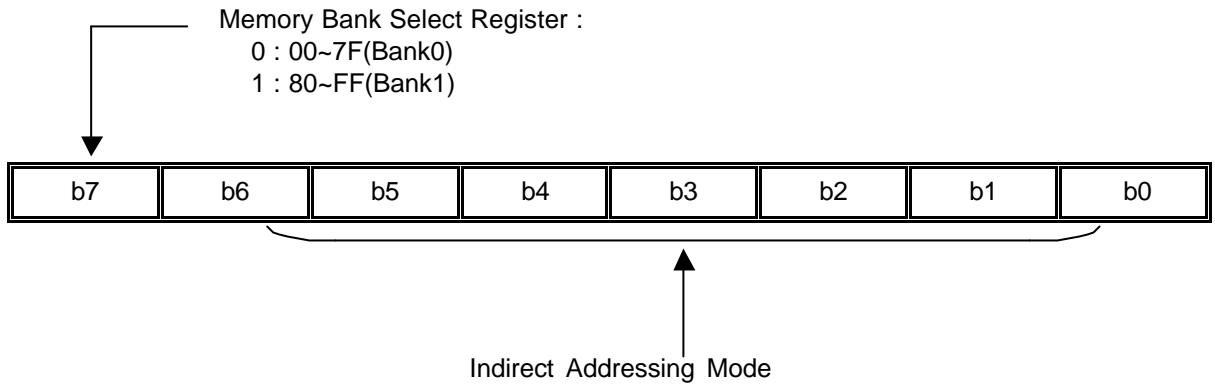 Memory Bank Select Register :
0 : 00~7F(Bank0)
1 : 80~FF(Bank1)
b7 b6 b5 b4 b3 b2 b1 b0
Indirect Addressing Mode